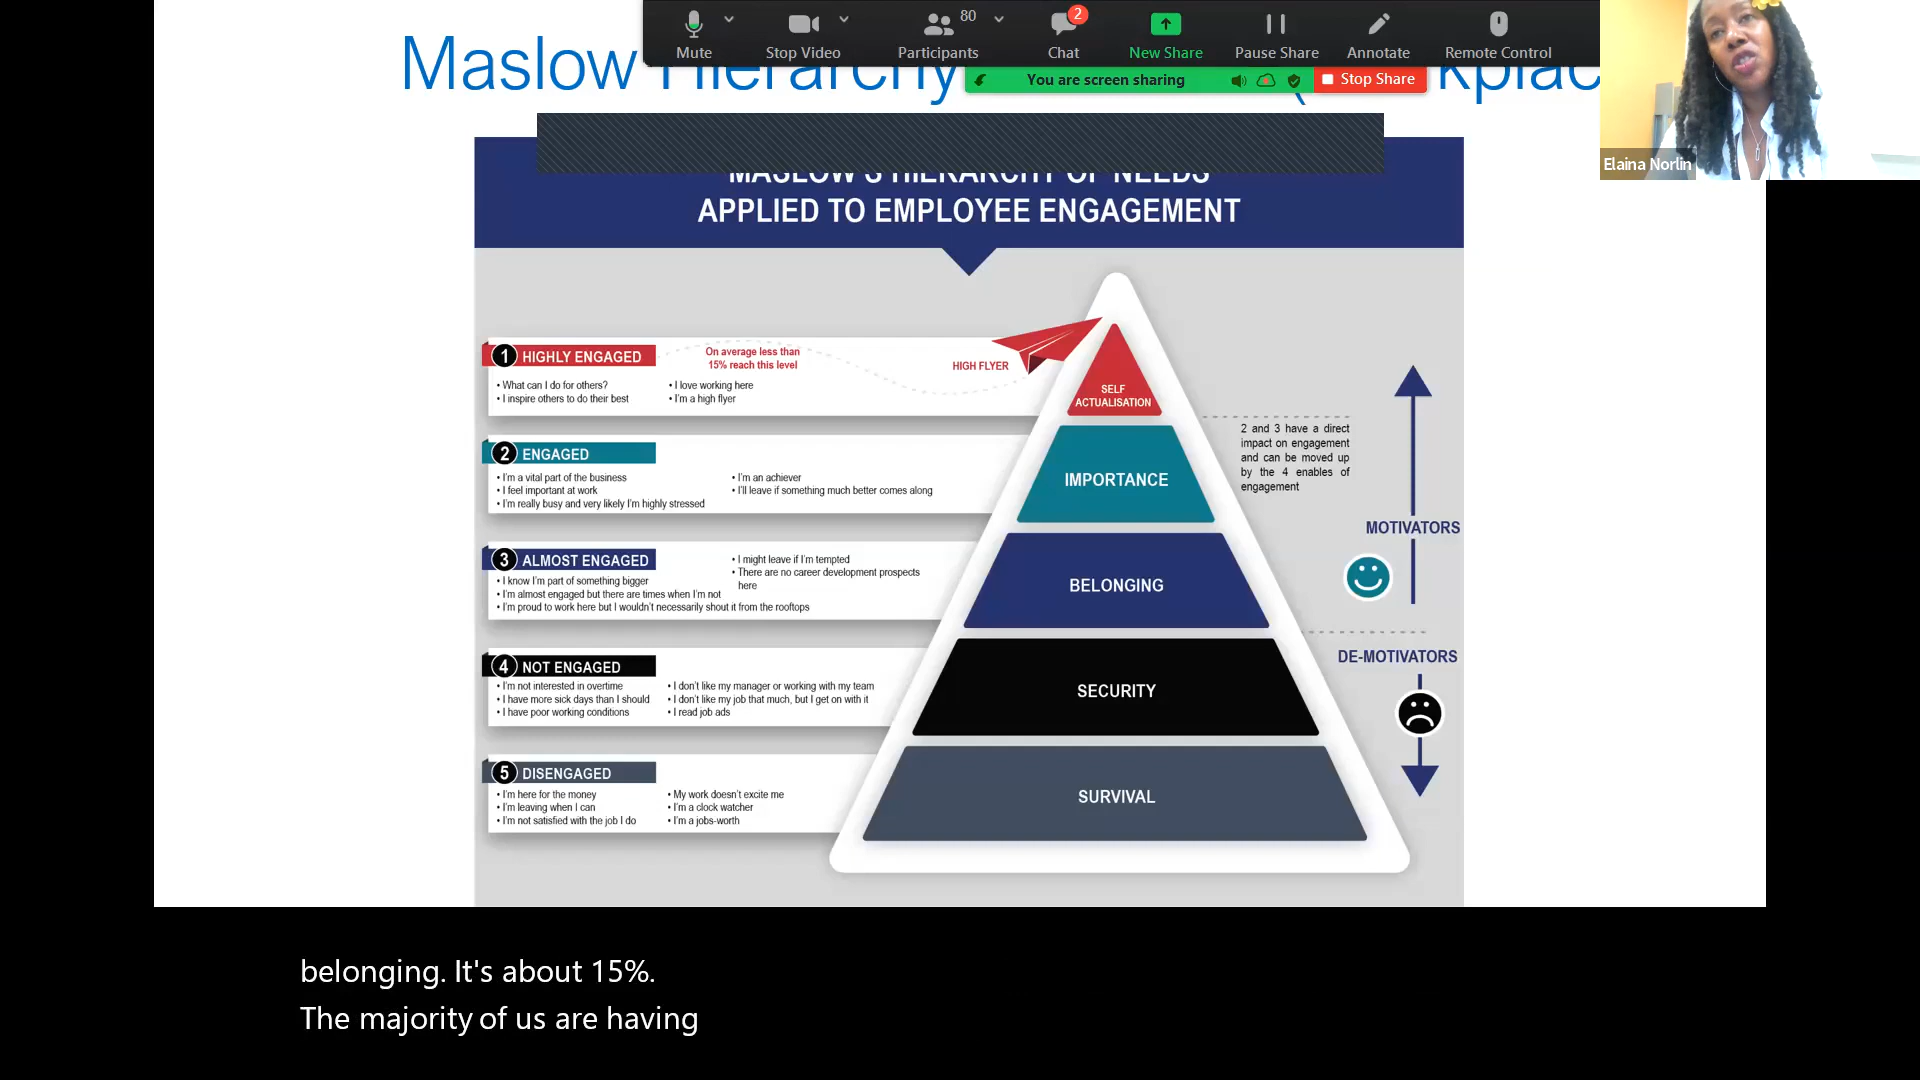 80
2
Mute
Stop Video
Participants
Chat
New Share
Pause Share
Annotate
Remote Control
You are screen sharing
Stop Share
Maslow Hierarchy
Elaina Norlin
MASLOW'S HIERARCHY OF NEEDS
APPLIED TO EMPLOYEE ENGAGEMENT
1 HIGHLY ENGAGED
On average less than
15% reach this level
HIGH FLYER
• What can I do for others?
• I inspire others to do their best
• I love working here
• I'm a high flyer
2 ENGAGED
• I'm a vital part of the business
• I feel important at work
• I'm really busy and very likely I'm highly stressed
• I'm an achiever
• I'll leave if something much better comes along
3 ALMOST ENGAGED
• I know I'm part of something bigger
• I'm almost engaged but there are times when I'm not
• I'm proud to work here but I wouldn't necessarily shout it from the rooftops
• I might leave if I'm tempted
• There are no career development prospects
here
4 NOT ENGAGED
• I'm not interested in overtime
• I have more sick days than I should
• I have poor working conditions
• I don't like my manager or working with my team
• I don't like my job that much, but I get on with it
• I read job ads
5 DISENGAGED
• I'm here for the money
• I'm leaving when I can
• I'm not satisfied with the job I do
• My work doesn't excite me
• I'm a clock watcher
• I'm a jobs-worth
SELF
ACTUALISATION
IMPORTANCE
BELONGING
SECURITY
SURVIVAL
2 and 3 have a direct
impact on engagement
and can be moved up
by the 4 enables of
engagement
MOTIVATORS
DE-MOTIVATORS
belonging. It's about 15%.
The majority of us are having